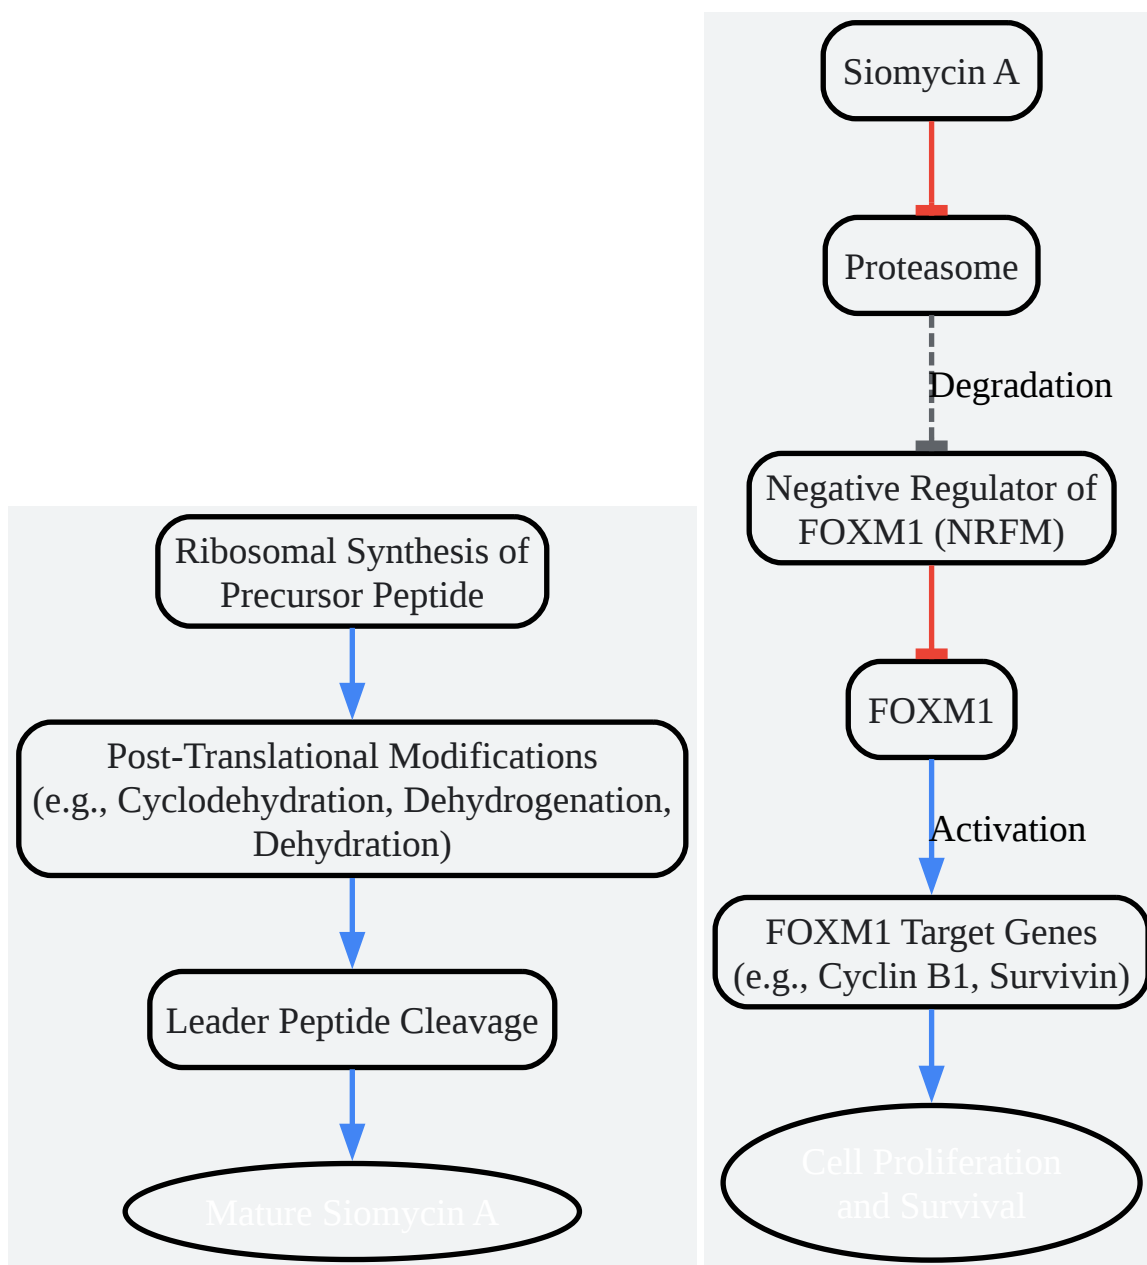 Siomycin A
Proteasome
Degradation
Negative Regulator of
FOXM1 (NRFM)
FOXM1
Activation
FOXM1 Target Genes
(e.g., Cyclin B1, Survivin)
Cell Proliferation
and Survival
Ribosomal Synthesis of
Precursor Peptide
Post-Translational Modifications
(e.g., Cyclodehydration, Dehydrogenation,
Dehydration)
Leader Peptide Cleavage
Mature Siomycin A